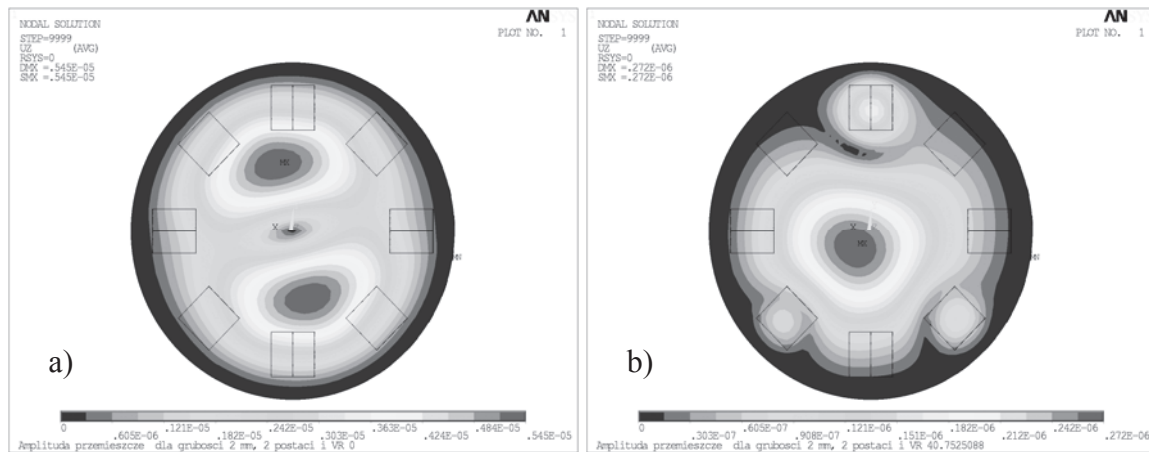 NODAL SOLUTION
STEP=9999
UZ (AVG)
RSYS=0
DMX =.545E-05
SMX =.545E-05
AN
PLOT NO. 1
MX
X
MN
a)
0 .121E-05 .242E-05 .363E-05 .484E-05
.605E-06 .182E-05 .303E-05 .424E-05 .545E-05
Amplituda przemieszcze dla grubosci 2 mm, 2 postaci i VR 0
NODAL SOLUTION
STEP=9999
UZ (AVG)
RSYS=0
DMX =.272E-06
SMX =.272E-06
AN
PLOT NO. 1
X
MX
MN
b)
0 .605E-07 .121E-06 .182E-06 .242E-06
.303E-07 .908E-07 .151E-06 .212E-06 .272E-06
Amplituda przemieszcze dla grubosci 2 mm, 2 postaci i VR 40.7525088